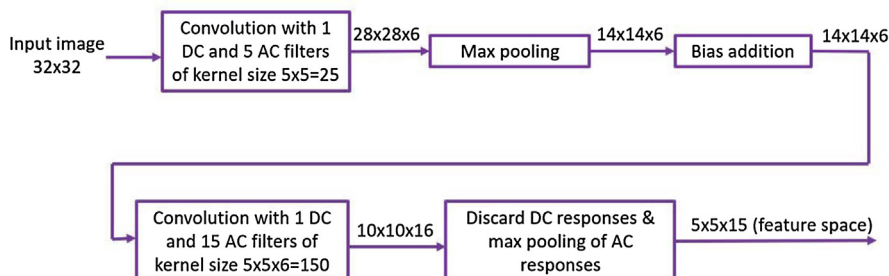 Input image
32x32
Convolution with 1
DC and 5 AC filters
of kernel size 5x5=25
28x28x6
Max pooling
14x14x6
Bias addition
14x14x6
Convolution with 1 DC
and 15 AC filters of
kernel size 5x5x6=150
10x10x16
Discard DC responses &
max pooling of AC
responses
5x5x15 (feature space)